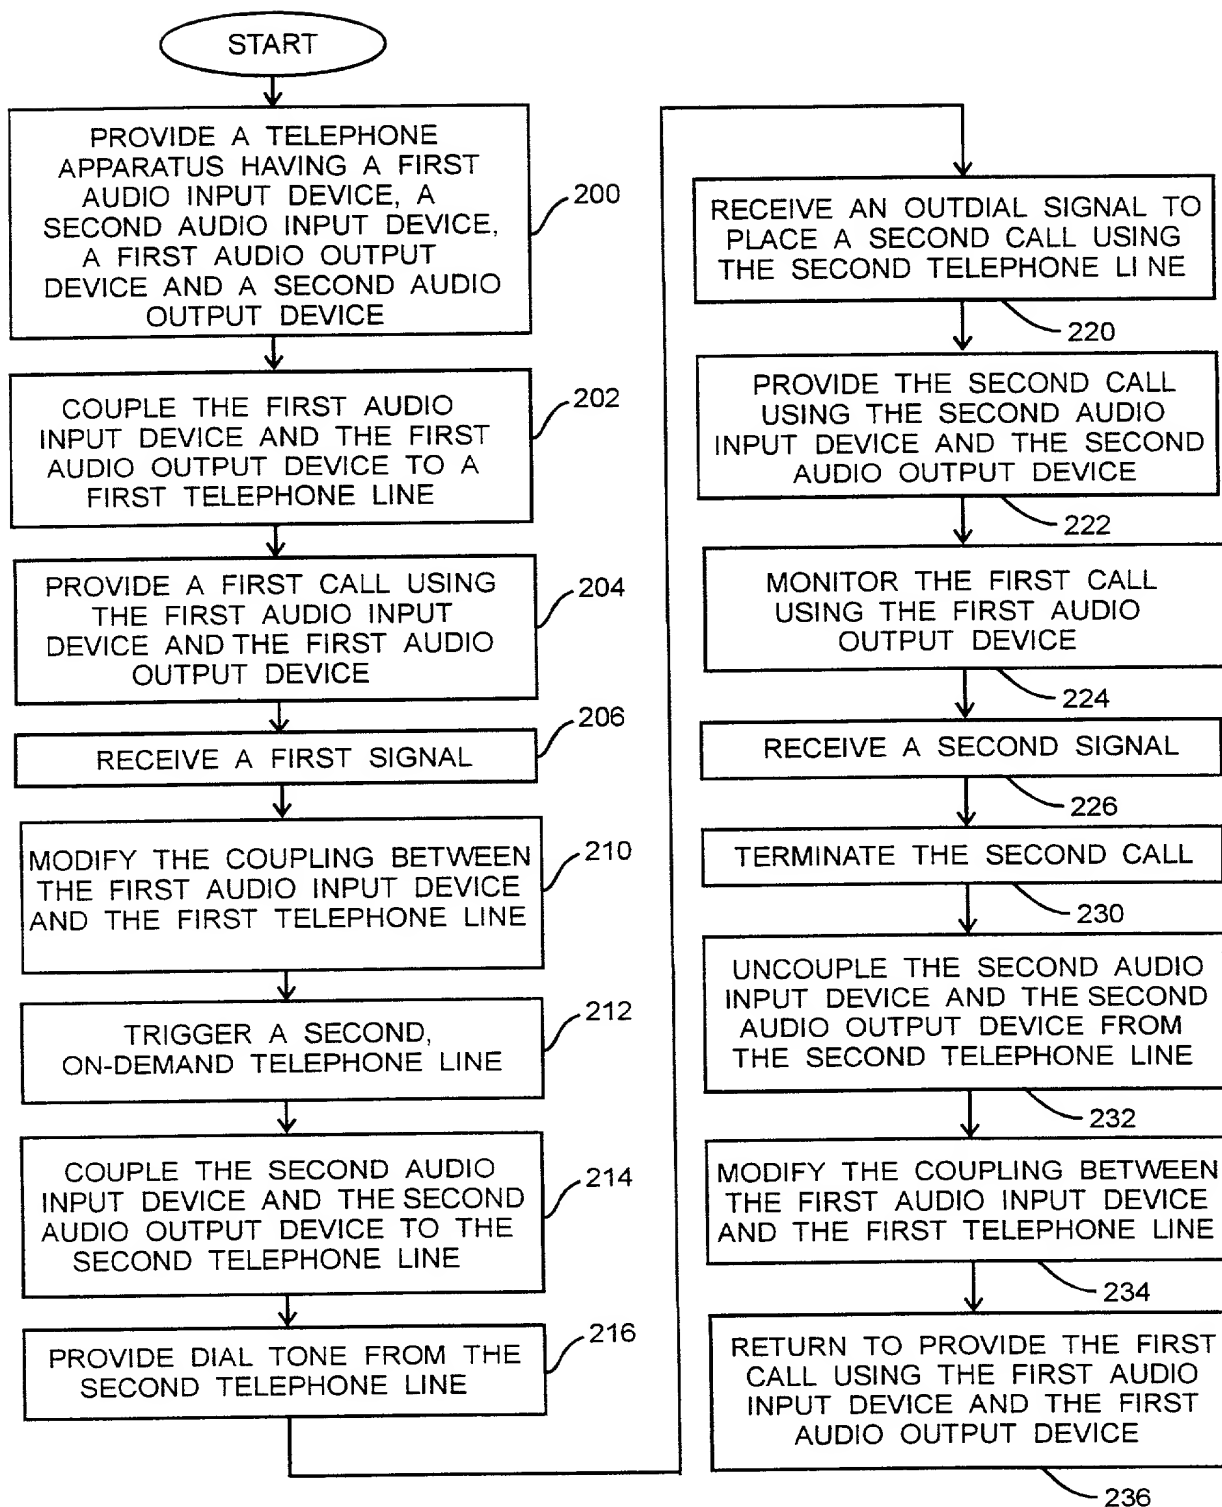 START
PROVIDE A TELEPHONE
APPARATUS HAVING A FIRST
AUDIO INPUT DEVICE, A
SECOND AUDIO INPUT DEVICE,
A FIRST AUDIO OUTPUT
DEVICE AND A SECOND AUDIO
OUTPUT DEVICE
200
COUPLE THE FIRST AUDIO
INPUT DEVICE AND THE FIRST
AUDIO OUTPUT DEVICE TO A
FIRST TELEPHONE LINE
202
PROVIDE A FIRST CALL USING
THE FIRST AUDIO INPUT
DEVICE AND THE FIRST AUDIO
OUTPUT DEVICE
204
RECEIVE A FIRST SIGNAL
206
MODIFY THE COUPLING BETWEEN
THE FIRST AUDIO INPUT DEVICE
AND THE FIRST TELEPHONE LINE
210
TRIGGER A SECOND,
ON-DEMAND TELEPHONE LINE
212
COUPLE THE SECOND AUDIO
INPUT DEVICE AND THE SECOND
AUDIO OUTPUT DEVICE TO THE
SECOND TELEPHONE LINE
214
PROVIDE DIAL TONE FROM THE
SECOND TELEPHONE LINE
216
RECEIVE AN OUTDIAL SIGNAL TO
PLACE A SECOND CALL USING
THE SECOND TELEPHONE LINE
220
PROVIDE THE SECOND CALL
USING THE SECOND AUDIO
INPUT DEVICE AND THE SECOND
AUDIO OUTPUT DEVICE
222
MONITOR THE FIRST CALL
USING THE FIRST AUDIO
OUTPUT DEVICE
224
RECEIVE A SECOND SIGNAL
226
TERMINATE THE SECOND CALL
230
UNCOUPLE THE SECOND AUDIO
INPUT DEVICE AND THE SECOND
AUDIO OUTPUT DEVICE FROM
THE SECOND TELEPHONE LINE
232
MODIFY THE COUPLING BETWEEN
THE FIRST AUDIO INPUT DEVICE
AND THE FIRST TELEPHONE LINE
234
RETURN TO PROVIDE THE FIRST
CALL USING THE FIRST AUDIO
INPUT DEVICE AND THE FIRST
AUDIO OUTPUT DEVICE
236